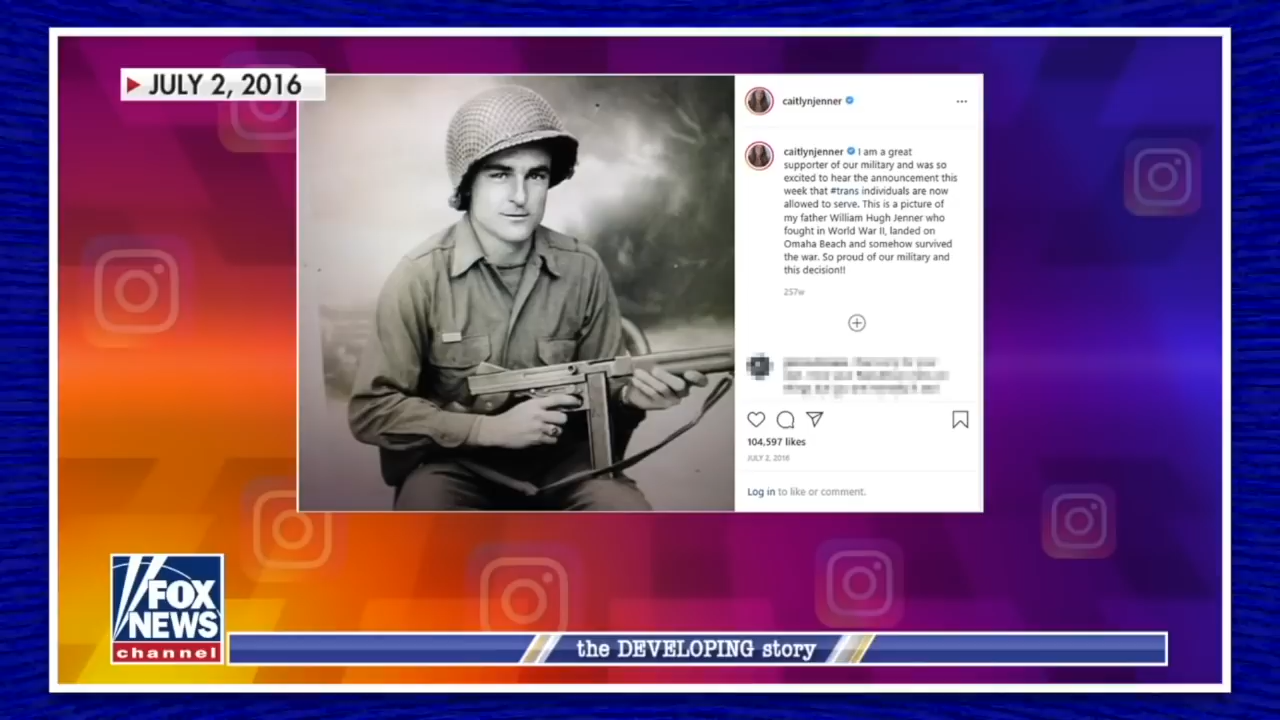 JULY 2, 2016
caitlynjenner
caitlynjenner I am a great
supporter of our military and was so
excited to hear the announcement this
week that #trans individuals are now
allowed to serve. This is a picture of
my father William Hugh Jenner who
fought in World War II, landed on
Omaha Beach and somehow survived
the war. So proud of our military and
this decision!!
257w
104,597 likes
JULY 2, 2016
Log in to like or comment.
FOX
NEWS
channel
the DEVELOPING story